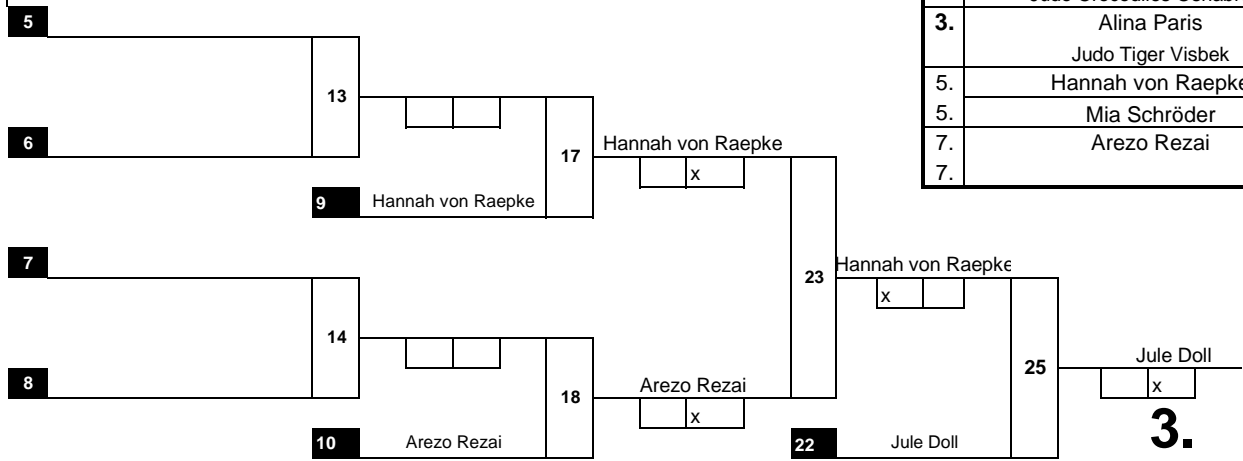 5
3. Alina Paris
Judo Tiger Visbek
5. Hannah von Raepke
13
5. Mia Schröder
6
Hannah von Raepke
7. Arezo Rezai
17
x
7.
9 Hannah von Raepke
7
Hannah von Raepke
23
x
14
Jule Doll
25
8
Arezo Rezai
x
18
x
3.
10 Arezo Rezai
22 Jule Doll